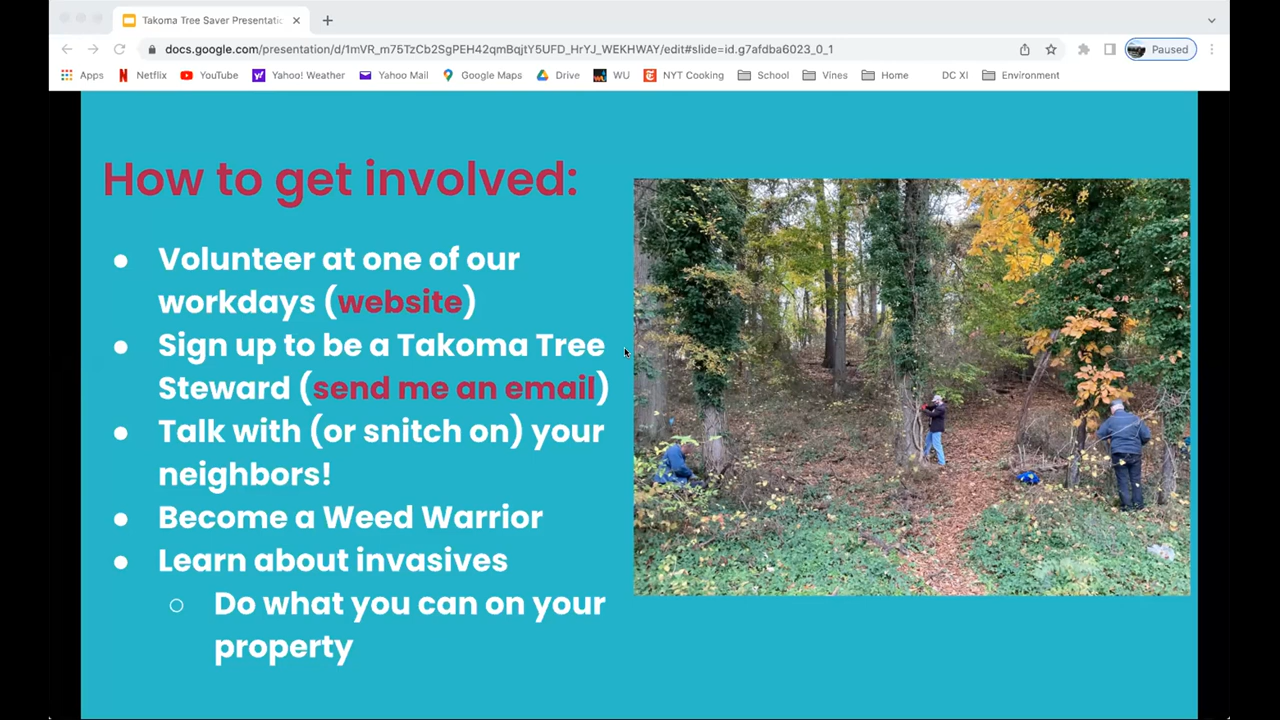 Takoma Tree Saver Presentatic
docs.google.com/presentation/d/1mVR_m75TzCb2SgPEH42qmBqjtY5UFD_HrYJ_WEKHWAY/edit#slide=id.g7afdba6023_0_1
Paused
Apps Netflix YouTube Yahoo! Weather Yahoo Mail Google Maps Drive WU NYT Cooking School Vines Home DC XI Environment
How to get involved:
● Volunteer at one of our
workdays (website)
● Sign up to be a Takoma Tree
Steward (send me an email)
● Talk with (or snitch on) your
neighbors!
● Become a Weed Warrior
● Learn about invasives
○ Do what you can on your
property